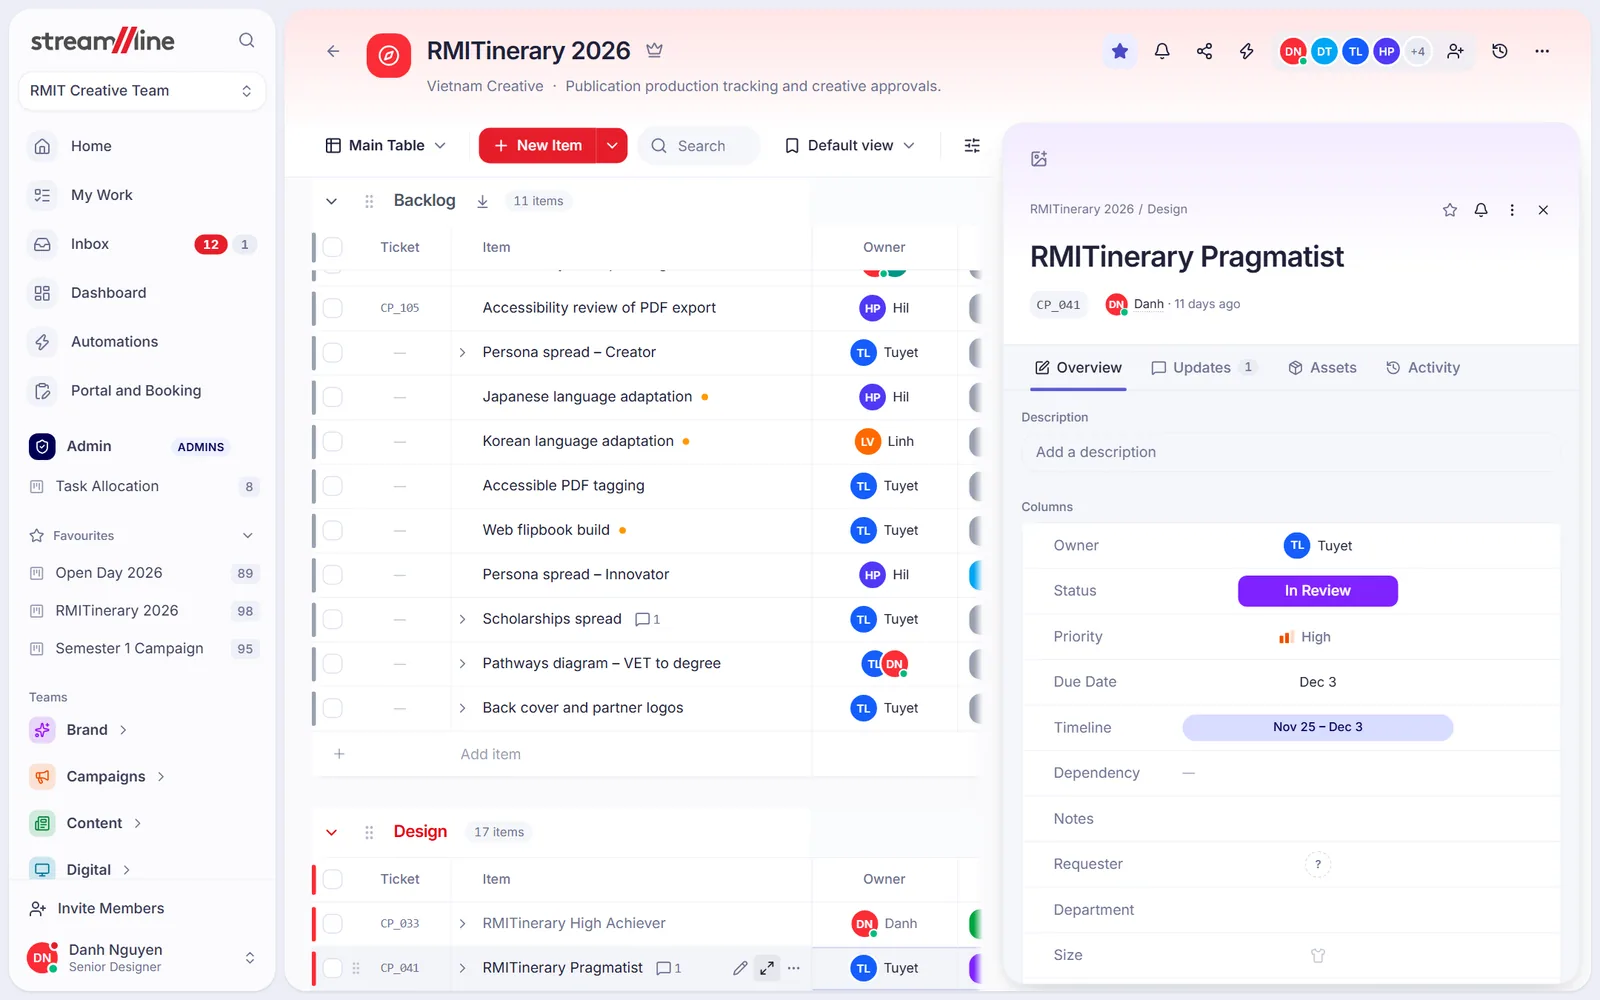 stream//line
RMIT Creative Team
Home
My Work
Inbox 12 1
Dashboard
Automations
Portal and Booking
Admin ADMINS
Task Allocation 8
Favourites
Open Day 2026 89
RMITinerary 2026 98
Semester 1 Campaign 95
Teams
Brand
Campaigns
Content
Digital
Invite Members
DN Danh Nguyen
Senior Designer
RMITinerary 2026
Vietnam Creative · Publication production tracking and creative approvals.
DN DT TL HP +4
Main Table
+ New Item
Search
Default view
Backlog 11 items
Ticket Item Owner
CP_105 Accessibility review of PDF export HP Hil
— Persona spread – Creator TL Tuyet
— Japanese language adaptation HP Hil
— Korean language adaptation LV Linh
— Accessible PDF tagging TL Tuyet
— Web flipbook build TL Tuyet
— Persona spread – Innovator HP Hil
— Scholarships spread 1 TL Tuyet
— Pathways diagram – VET to degree TL DN
— Back cover and partner logos TL Tuyet
+ Add item
Design 17 items
Ticket Item Owner
CP_033 RMITinerary High Achiever DN Danh
CP_041 RMITinerary Pragmatist 1 TL Tuyet
RMITinerary 2026 / Design
RMITinerary Pragmatist
CP_041 DN Danh · 11 days ago
Overview Updates 1 Assets Activity
Description
Add a description
Columns
Owner TL Tuyet
Status In Review
Priority High
Due Date Dec 3
Timeline Nov 25 – Dec 3
Dependency —
Notes
Requester ?
Department
Size